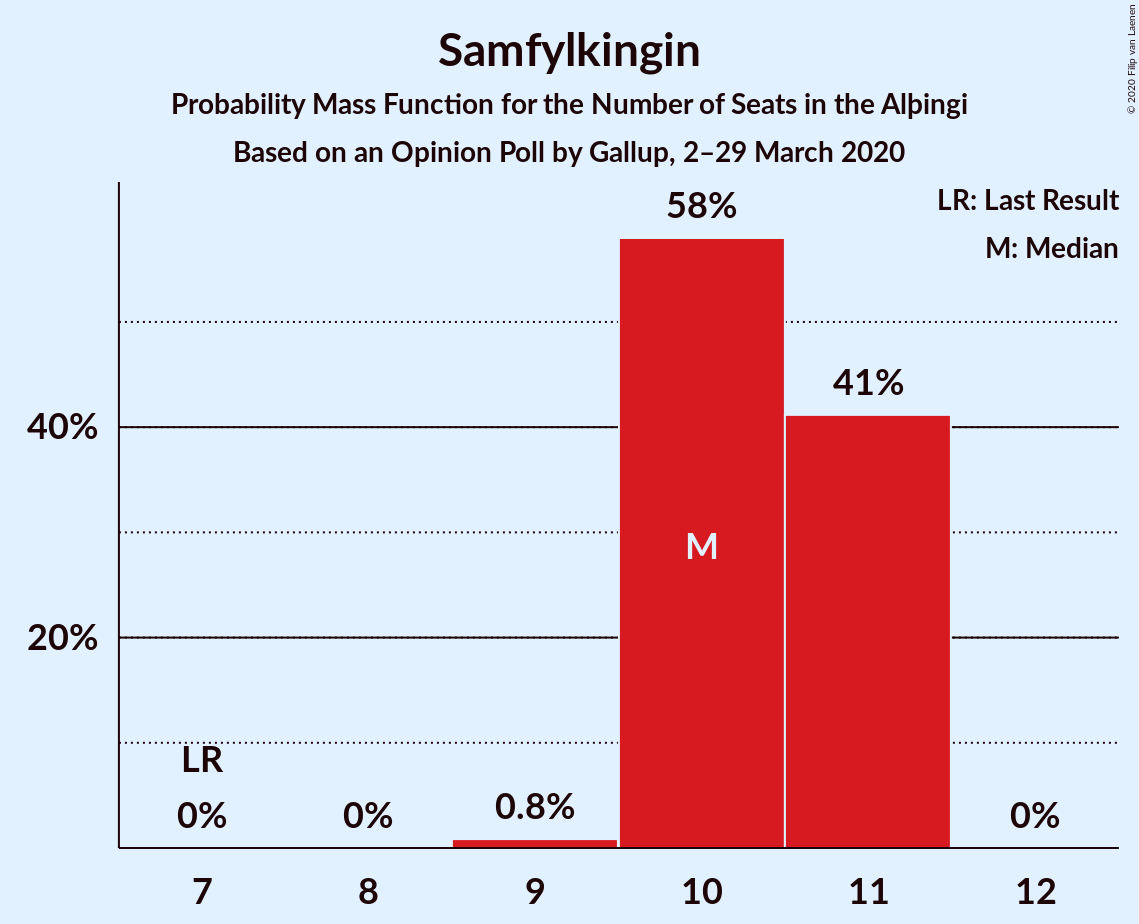 Samfylkingin
Probability Mass Function for the Number of Seats in the Alþingi
Based on an Opinion Poll by Gallup, 2–29 March 2020
© 2020 Filip van Laenen
LR: Last Result
M: Median
58%
41%
40%
M
20%
LR
0%
0%
0.8%
0%
7
8
9
10
11
12